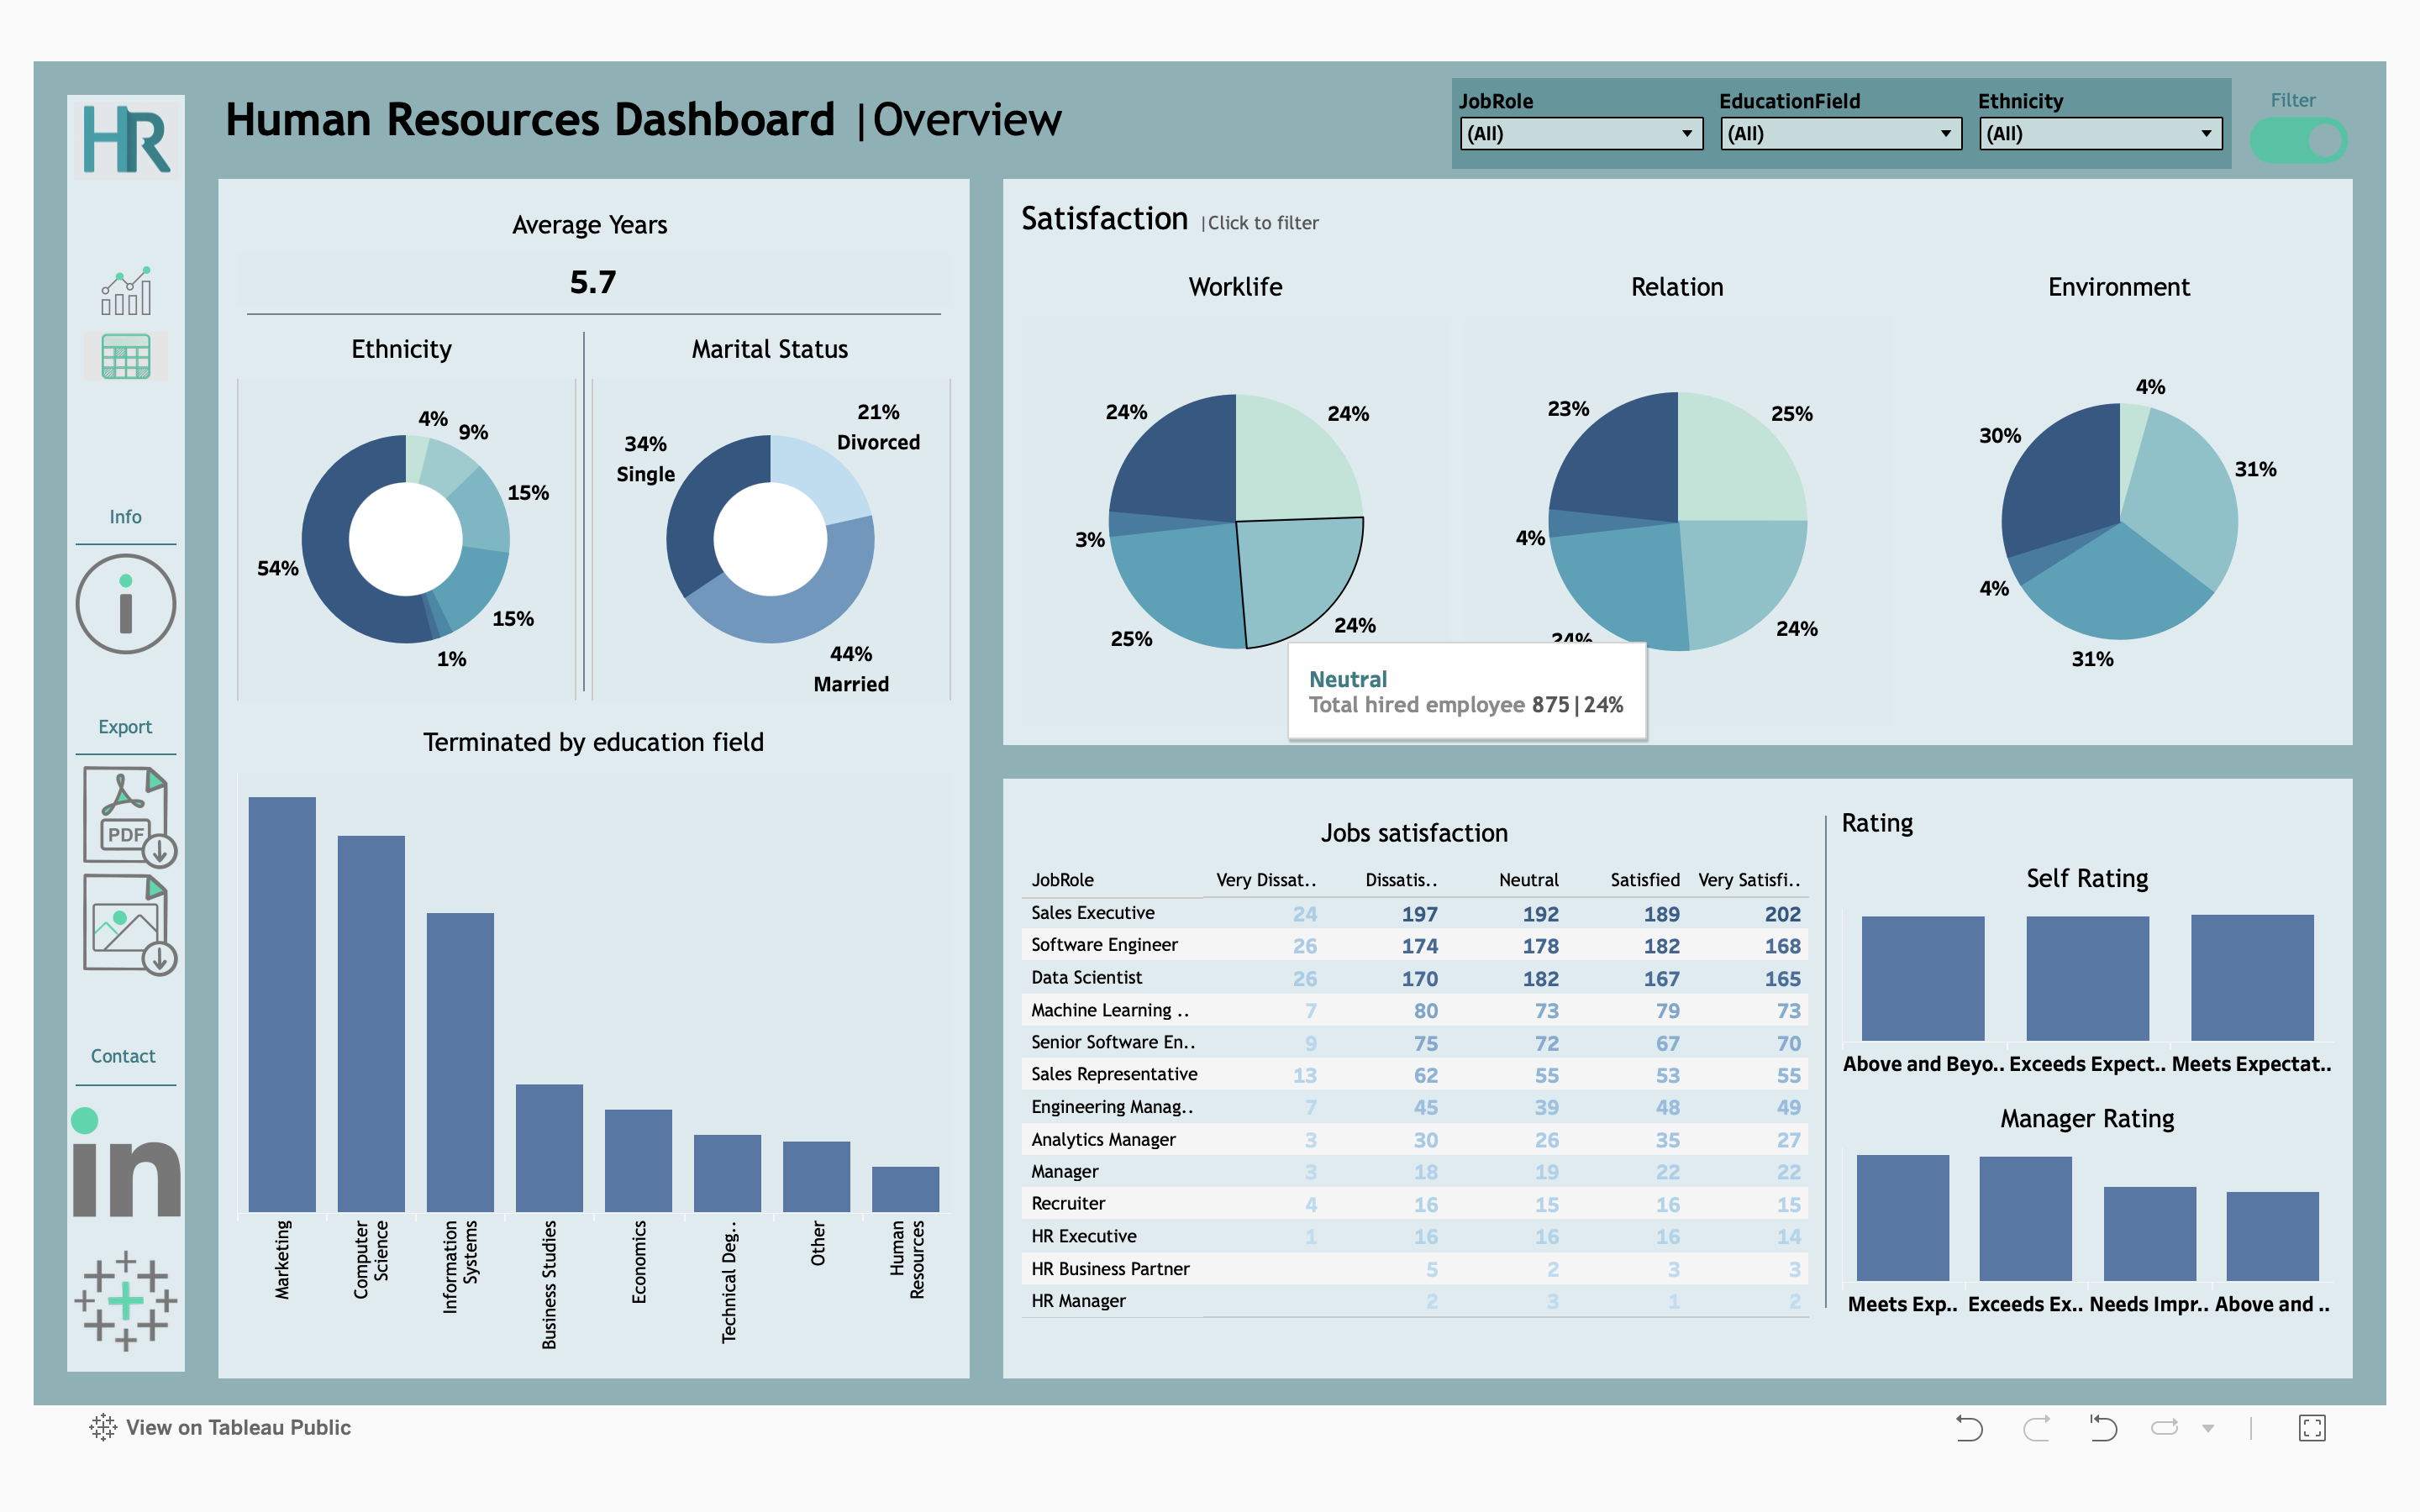 HR
Human Resources Dashboard |Overview
JobRole
(All)
EducationField
(All)
Ethnicity
(All)
Filter
Info
Export
PDF
Contact
in
Average Years
5.7
Ethnicity
4%
9%
15%
15%
1%
54%
Marital Status
21%
Divorced
34%
Single
44%
Married
Terminated by education field
Marketing
Computer
Science
Information
Systems
Business Studies
Economics
Technical Deg..
Other
Human
Resources
Satisfaction |Click to filter
Worklife
24%
24%
3%
25%
24%
Relation
23%
25%
4%
24%
24%
Environment
4%
30%
31%
4%
31%
Neutral
Total hired employee 875|24%
Jobs satisfaction
JobRole Very Dissat.. Dissatis.. Neutral Satisfied Very Satisfi..
Sales Executive 24 197 192 189 202
Software Engineer 26 174 178 182 168
Data Scientist 26 170 182 167 165
Machine Learning .. 7 80 73 79 73
Senior Software En.. 9 75 72 67 70
Sales Representative 13 62 55 53 55
Engineering Manag.. 7 45 39 48 49
Analytics Manager 3 30 26 35 27
Manager 3 18 19 22 22
Recruiter 4 16 15 16 15
HR Executive 1 16 16 16 14
HR Business Partner 5 2 3 3
HR Manager 2 3 1 2
Rating
Self Rating
Above and Beyo.. Exceeds Expect.. Meets Expectat..
Manager Rating
Meets Exp.. Exceeds Ex.. Needs Impr.. Above and ..
View on Tableau Public